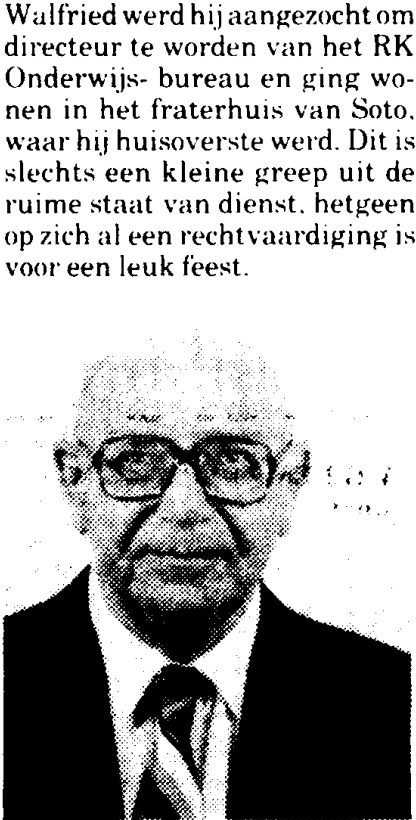 Walfried werd hij aangezocht om
directeur te worden van het RK
Onderwijs- bureau en ging wo-
nen in het fraterhuis van Soto,
waar hij huisoverste werd. Dit is
slechts een kleine greep uit de
ruime staat van dienst, hetgeen
op zich al een rechtvaardiging is
voor een leuk feest.